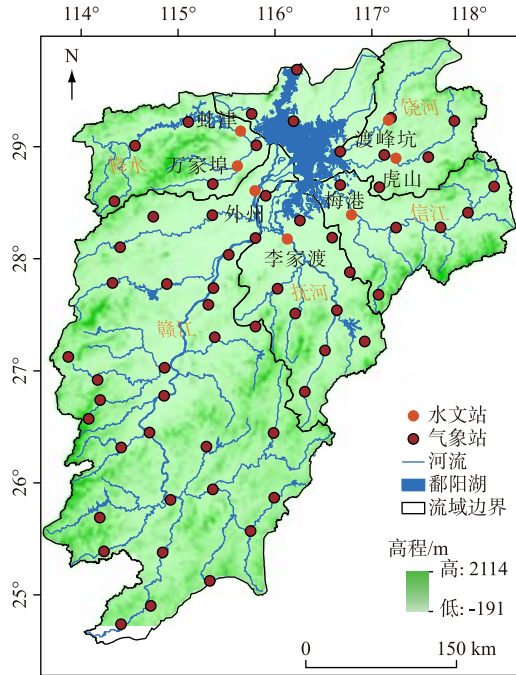 114° 115° 116° 117° 118°
N
29°
28°
27°
26°
25°
饶河
虬津
渡峰坑
修水
万家埠
虎山
梅港
外州
信江
李家渡
抚河
赣江
水文站
气象站
河流
鄱阳湖
流域边界
高程/m
高: 2114
低: -191
0 150 km